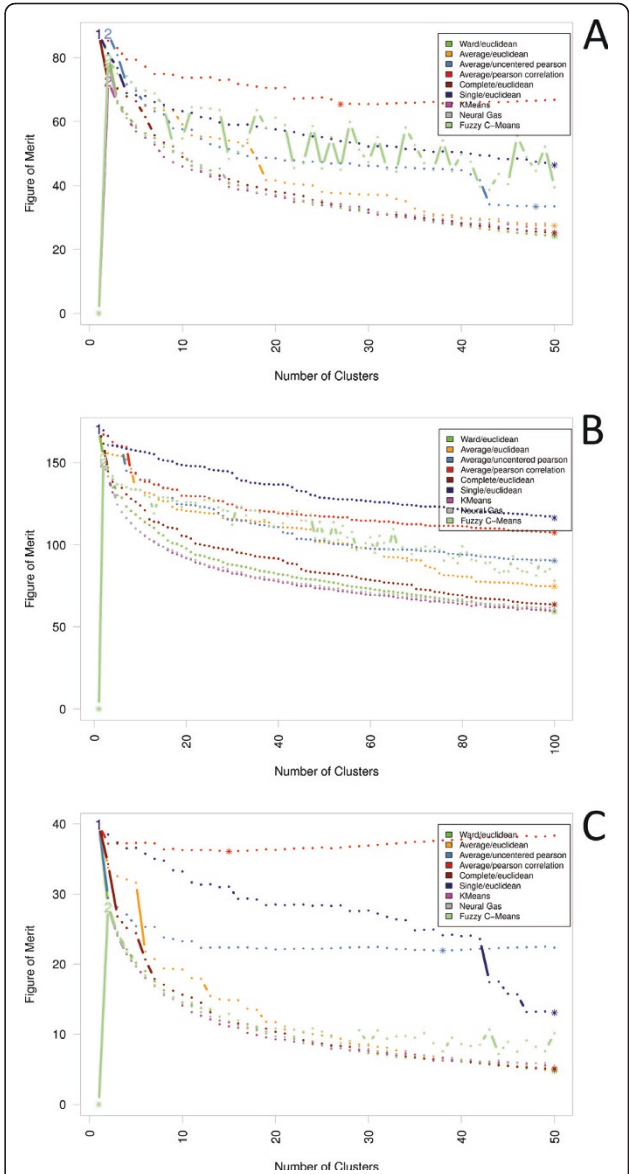 A
Figure of Merit
80
60
40
20
0
0 10 20 30 40 50
Number of Clusters
1 2
Ward/euclidean
Average/euclidean
Average/uncentered pearson
Average/pearson correlation
Complete/euclidean
Single/euclidean
KMeans
Neural Gas
Fuzzy C-Means
B
Figure of Merit
150
100
50
0
0 20 40 60 80 100
Number of Clusters
1
Ward/euclidean
Average/euclidean
Average/uncentered pearson
Average/pearson correlation
Complete/euclidean
Single/euclidean
KMeans
Neural Gas
Fuzzy C-Means
C
Figure of Merit
40
30
20
10
0
0 10 20 30 40 50
Number of Clusters
1
2
Ward/euclidean
Average/euclidean
Average/uncentered pearson
Average/pearson correlation
Complete/euclidean
Single/euclidean
KMeans
Neural Gas
Fuzzy C-Means